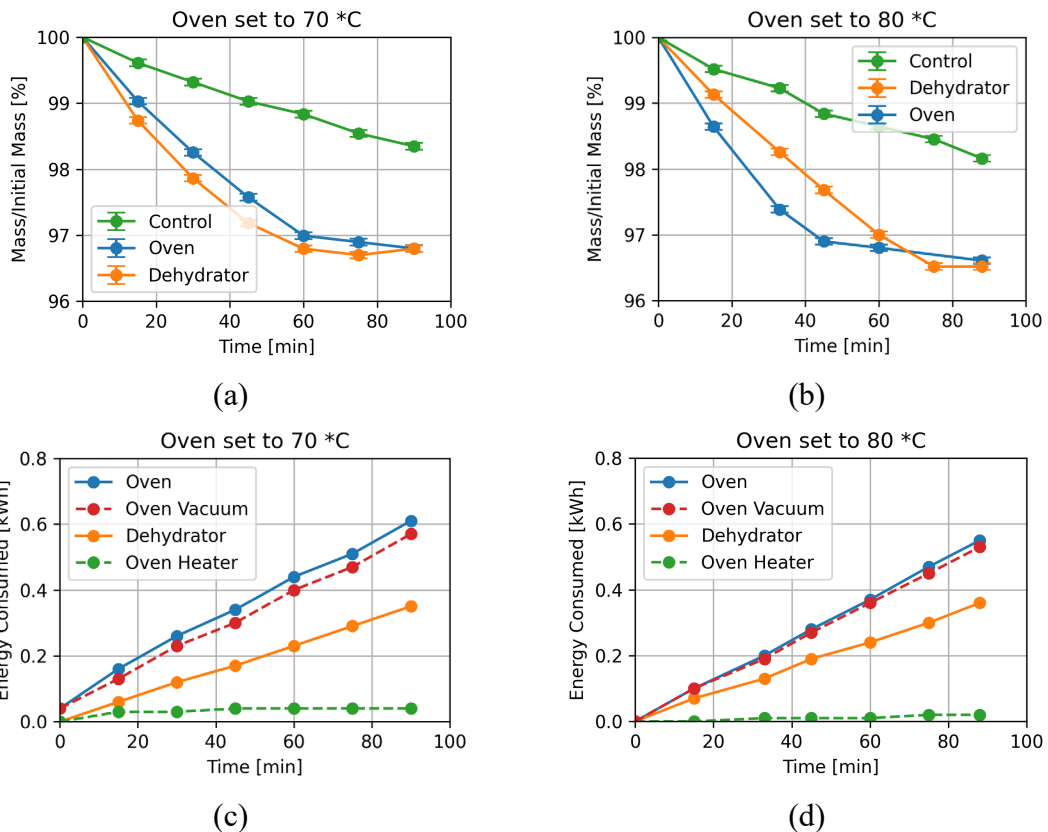 Oven set to 70 *C
100
99
98
97
96
Mass/Initial Mass [%]
Control
Oven
Dehydrator
0 20 40 60 80 100
Time [min]
(a)
Oven set to 80 *C
100
99
98
97
96
Mass/Initial Mass [%]
Control
Dehydrator
Oven
0 20 40 60 80 100
Time [min]
(b)
Oven set to 70 *C
0.8
0.6
0.4
0.2
0.0
Energy Consumed [kWh]
Oven
Oven Vacuum
Dehydrator
Oven Heater
0 20 40 60 80 100
Time [min]
(c)
Oven set to 80 *C
0.8
0.6
0.4
0.2
0.0
Energy Consumed [kWh]
Oven
Oven Vacuum
Dehydrator
Oven Heater
0 20 40 60 80 100
Time [min]
(d)